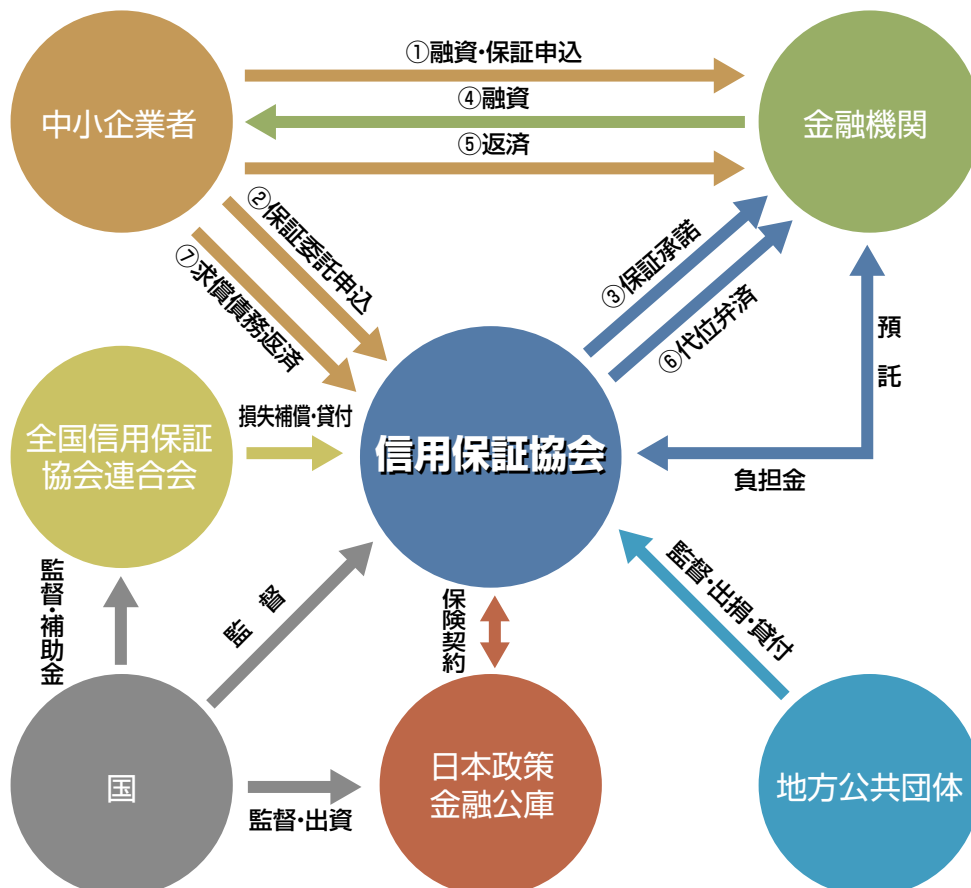 ①融資・保証申込
中小企業者
④融資
金融機関
⑤返済
②保証委託申込
⑦求償債務返済
③保証承諾
⑥代位弁済
預託
損失補償・貸付
全国信用保証
協会連合会
信用保証協会
負担金
監督・補助金
監督
保険契約
監督・出捐・貸付
国
監督・出資
日本政策
金融公庫
地方公共団体